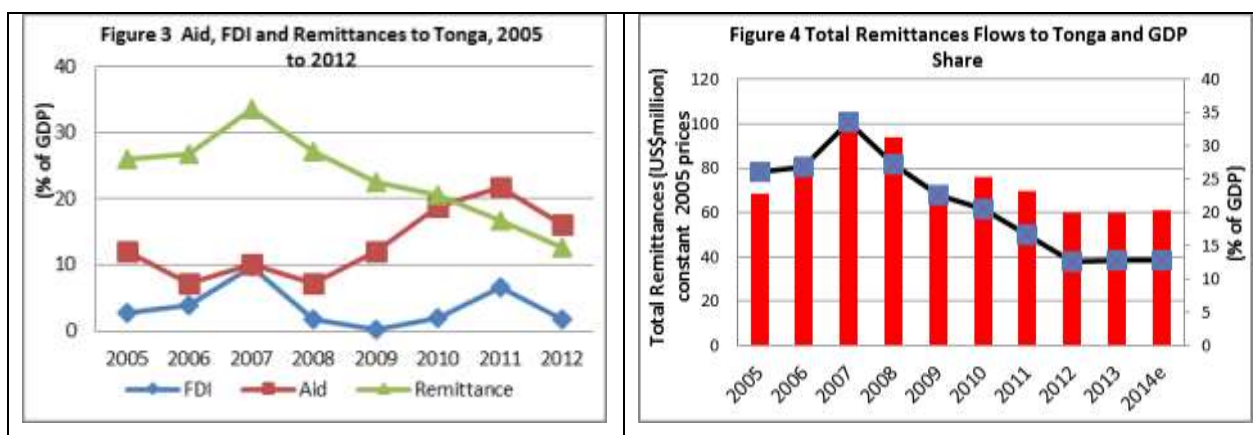 Figure 3 Aid, FDI and Remittances to Tonga, 2005
to 2012
(% of GDP)
40
30
20
10
0
2005 2006 2007 2008 2009 2010 2011 2012
FDI Aid Remittance
Figure 4 Total Remittances Flows to Tonga and GDP
Share
Total Remittances (US$million)
constant 2005 prices
120
100
80
60
40
20
0
40
35
30
25
20
15
10
5
0
(% of GDP)
2005 2006 2007 2008 2009 2010 2011 2012 2013 2014e